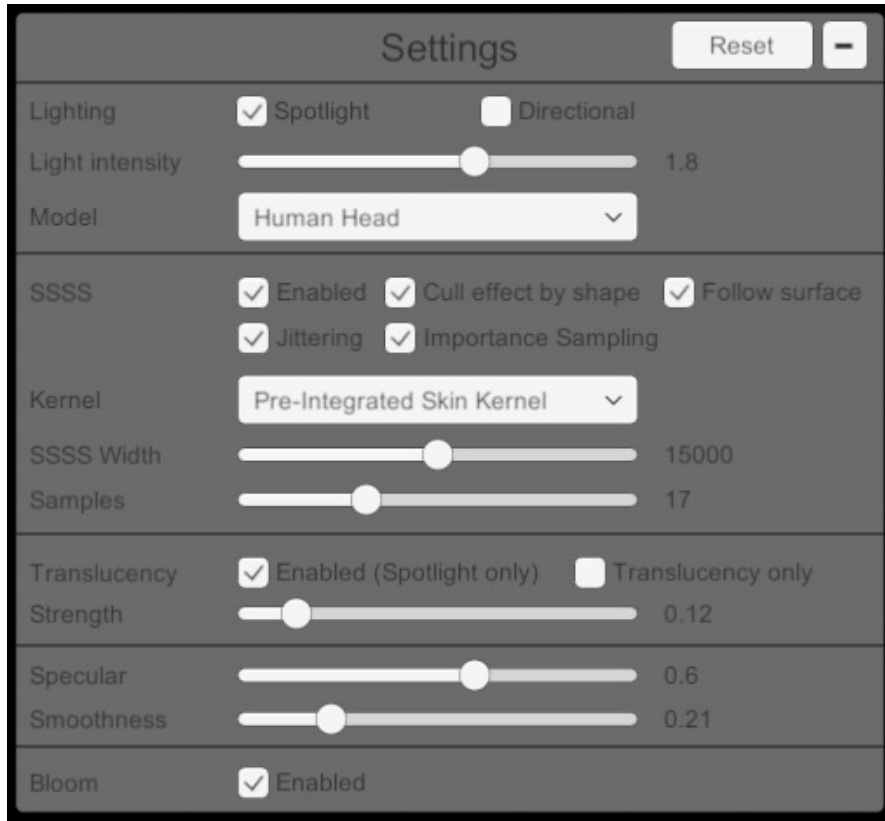 Settings Reset
Lighting Spotlight Directional
Light intensity 1.8
Model Human Head
SSSS Enabled Cull effect by shape Follow surface
Jittering Importance Sampling
Kernel Pre-Integrated Skin Kernel
SSSS Width 15000
Samples 17
Translucency Enabled (Spotlight only) Translucency only
Strength 0.12
Specular 0.6
Smoothness 0.21
Bloom Enabled